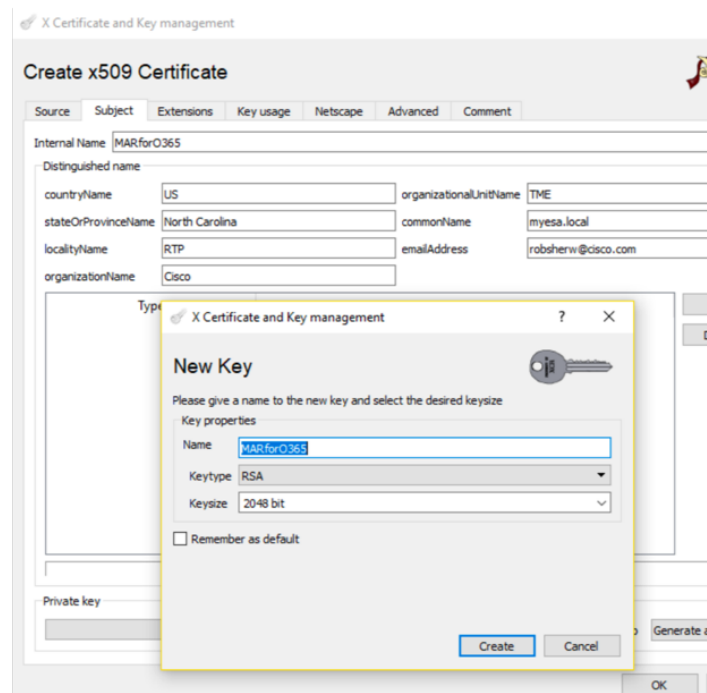 X Certificate and Key management
Create x509 Certificate
Source Subject Extensions Key usage Netscape Advanced Comment
Internal Name MARforO365
Distinguished name
countryName US organizationalUnitName TME
stateOrProvinceName North Carolina commonName myesa.local
localityName RTP emailAddress robsherw@cisco.com
organizationName Cisco
X Certificate and Key management ? X
New Key
Please give a name to the new key and select the desired keysize
Key properties
Name MARforO365
Keytype RSA
Keysize 2048 bit
Remember as default
Private key
Generate a
Create Cancel
OK